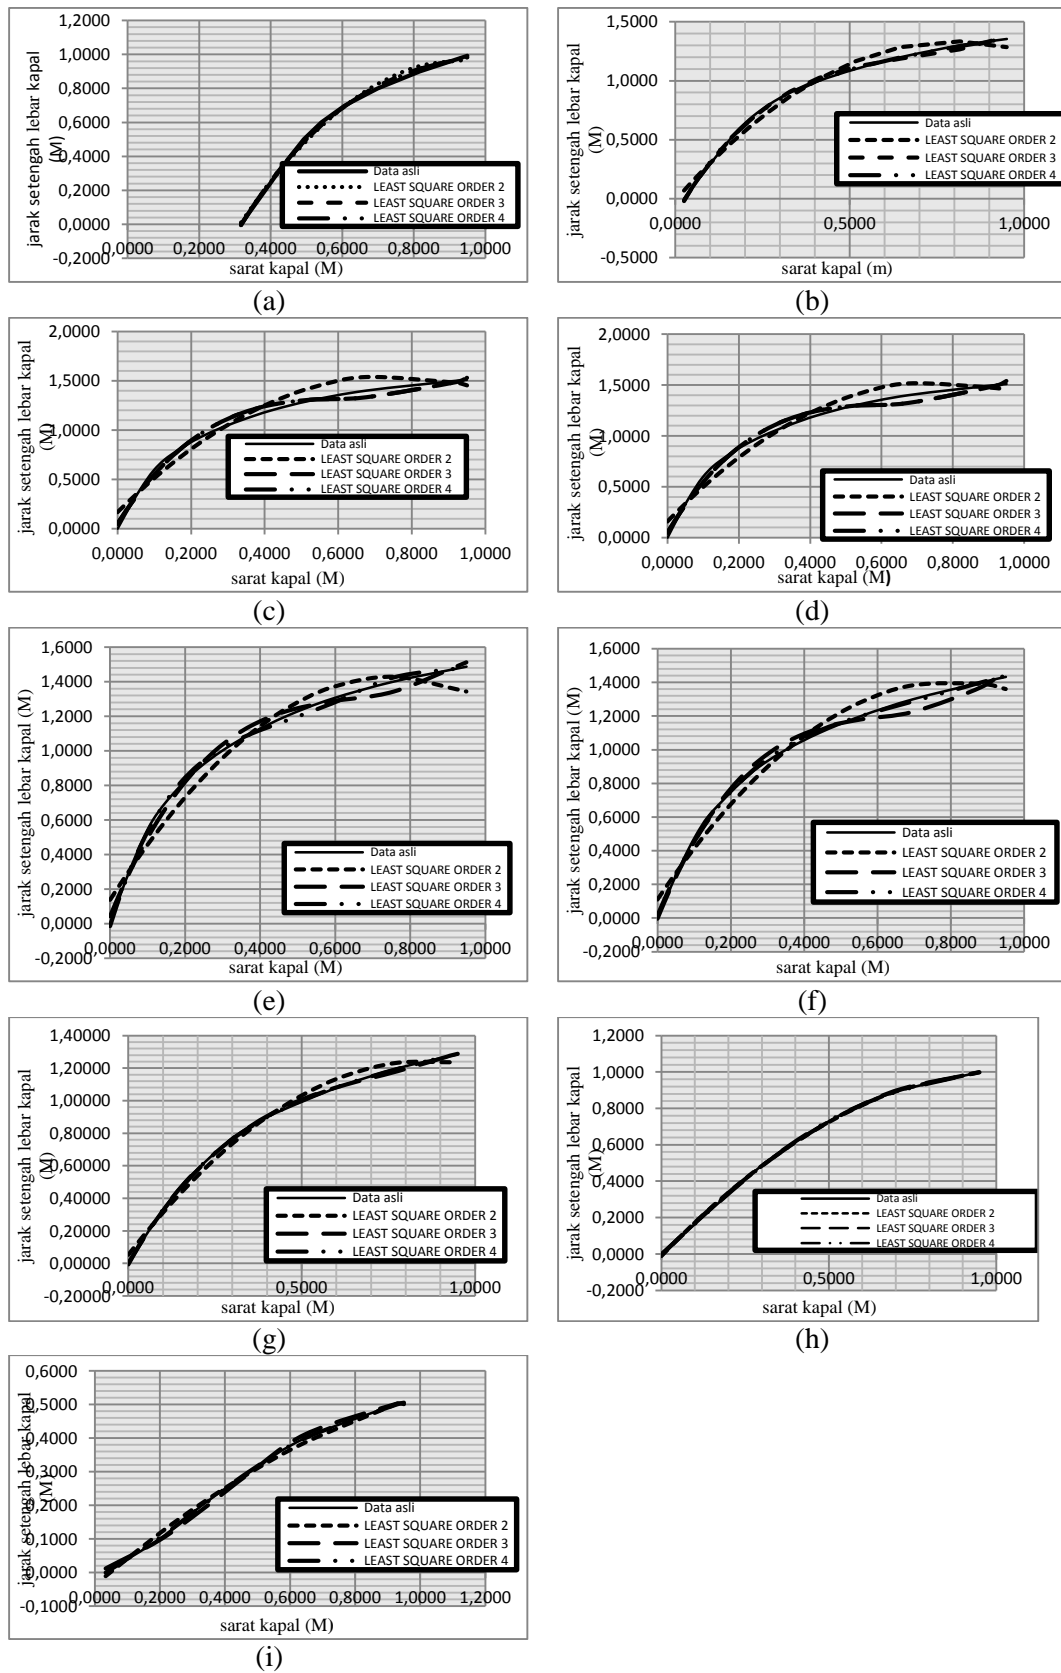 1,2000
1,0000
0,8000
0,6000
0,4000
0,2000
0,0000
-0,2000
0,0000 0,2000 0,4000 0,6000 0,8000 1,0000
jarak setengah lebar kapal
(M)
sarat kapal (M)
Data asli
LEAST SQUARE ORDER 2
LEAST SQUARE ORDER 3
LEAST SQUARE ORDER 4
(a)
1,5000
1,0000
0,5000
0,0000
-0,5000
0,0000 0,5000 1,0000
jarak setengah lebar kapal
(M)
sarat kapal (m)
Data asli
LEAST SQUARE ORDER 2
LEAST SQUARE ORDER 3
LEAST SQUARE ORDER 4
(b)
2,0000
1,5000
1,0000
0,5000
0,0000
0,0000 0,2000 0,4000 0,6000 0,8000 1,0000
jarak setengah lebar kapal
(M)
sarat kapal (M)
Data asli
LEAST SQUARE ORDER 2
LEAST SQUARE ORDER 3
LEAST SQUARE ORDER 4
(c)
2,0000
1,5000
1,0000
0,5000
0,0000
0,0000 0,2000 0,4000 0,6000 0,8000 1,0000
jarak setengah lebar kapal
(M)
sarat kapal (M)
Data asli
LEAST SQUARE ORDER 2
LEAST SQUARE ORDER 3
LEAST SQUARE ORDER 4
(d)
1,6000
1,4000
1,2000
1,0000
0,8000
0,6000
0,4000
0,2000
0,0000
-0,2000
0,0000 0,2000 0,4000 0,6000 0,8000 1,0000
jarak setengah lebar kapal (M)
sarat kapal (M)
Data asli
LEAST SQUARE ORDER 2
LEAST SQUARE ORDER 3
LEAST SQUARE ORDER 4
(e)
1,6000
1,4000
1,2000
1,0000
0,8000
0,6000
0,4000
0,2000
0,0000
-0,2000
0,0000 0,2000 0,4000 0,6000 0,8000 1,0000
jarak setengah lebar kapal (M)
sarat kapal (M)
Data asli
LEAST SQUARE ORDER 2
LEAST SQUARE ORDER 3
LEAST SQUARE ORDER 4
(f)
1,40000
1,20000
1,00000
0,80000
0,60000
0,40000
0,20000
0,00000
-0,20000
0,0000 0,5000 1,0000
jarak setengah lebar kapal
(M)
sarat kapal (M)
Data asli
LEAST SQUARE ORDER 2
LEAST SQUARE ORDER 3
LEAST SQUARE ORDER 4
(g)
1,2000
1,0000
0,8000
0,6000
0,4000
0,2000
0,0000
-0,2000
0,0000 0,5000 1,0000
jarak setengah lebar kapal
(M)
sarat kapal (M)
Data asli
LEAST SQUARE ORDER 2
LEAST SQUARE ORDER 3
LEAST SQUARE ORDER 4
(h)
0,6000
0,5000
0,4000
0,3000
0,2000
0,1000
0,0000
-0,1000
0,0000 0,2000 0,4000 0,6000 0,8000 1,0000 1,2000
jarak setengah lebar kapal
(M)
sarat kapal (M)
Data asli
LEAST SQUARE ORDER 2
LEAST SQUARE ORDER 3
LEAST SQUARE ORDER 4
(i)